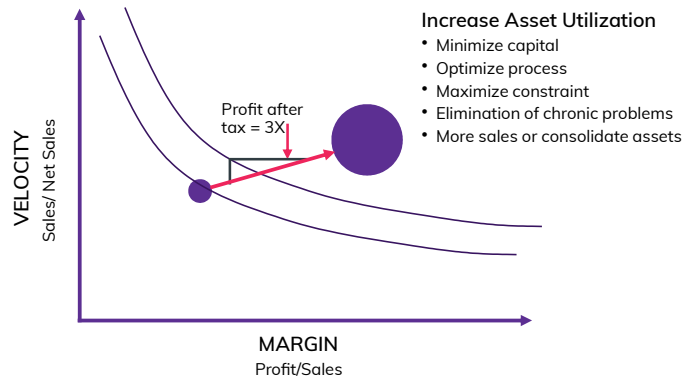 Increase Asset Utilization
• Minimize capital
• Optimize process
• Maximize constraint
• Elimination of chronic problems
• More sales or consolidate assets
Profit after
tax = 3X
VELOCITY
Sales/ Net Sales
MARGIN
Profit/Sales